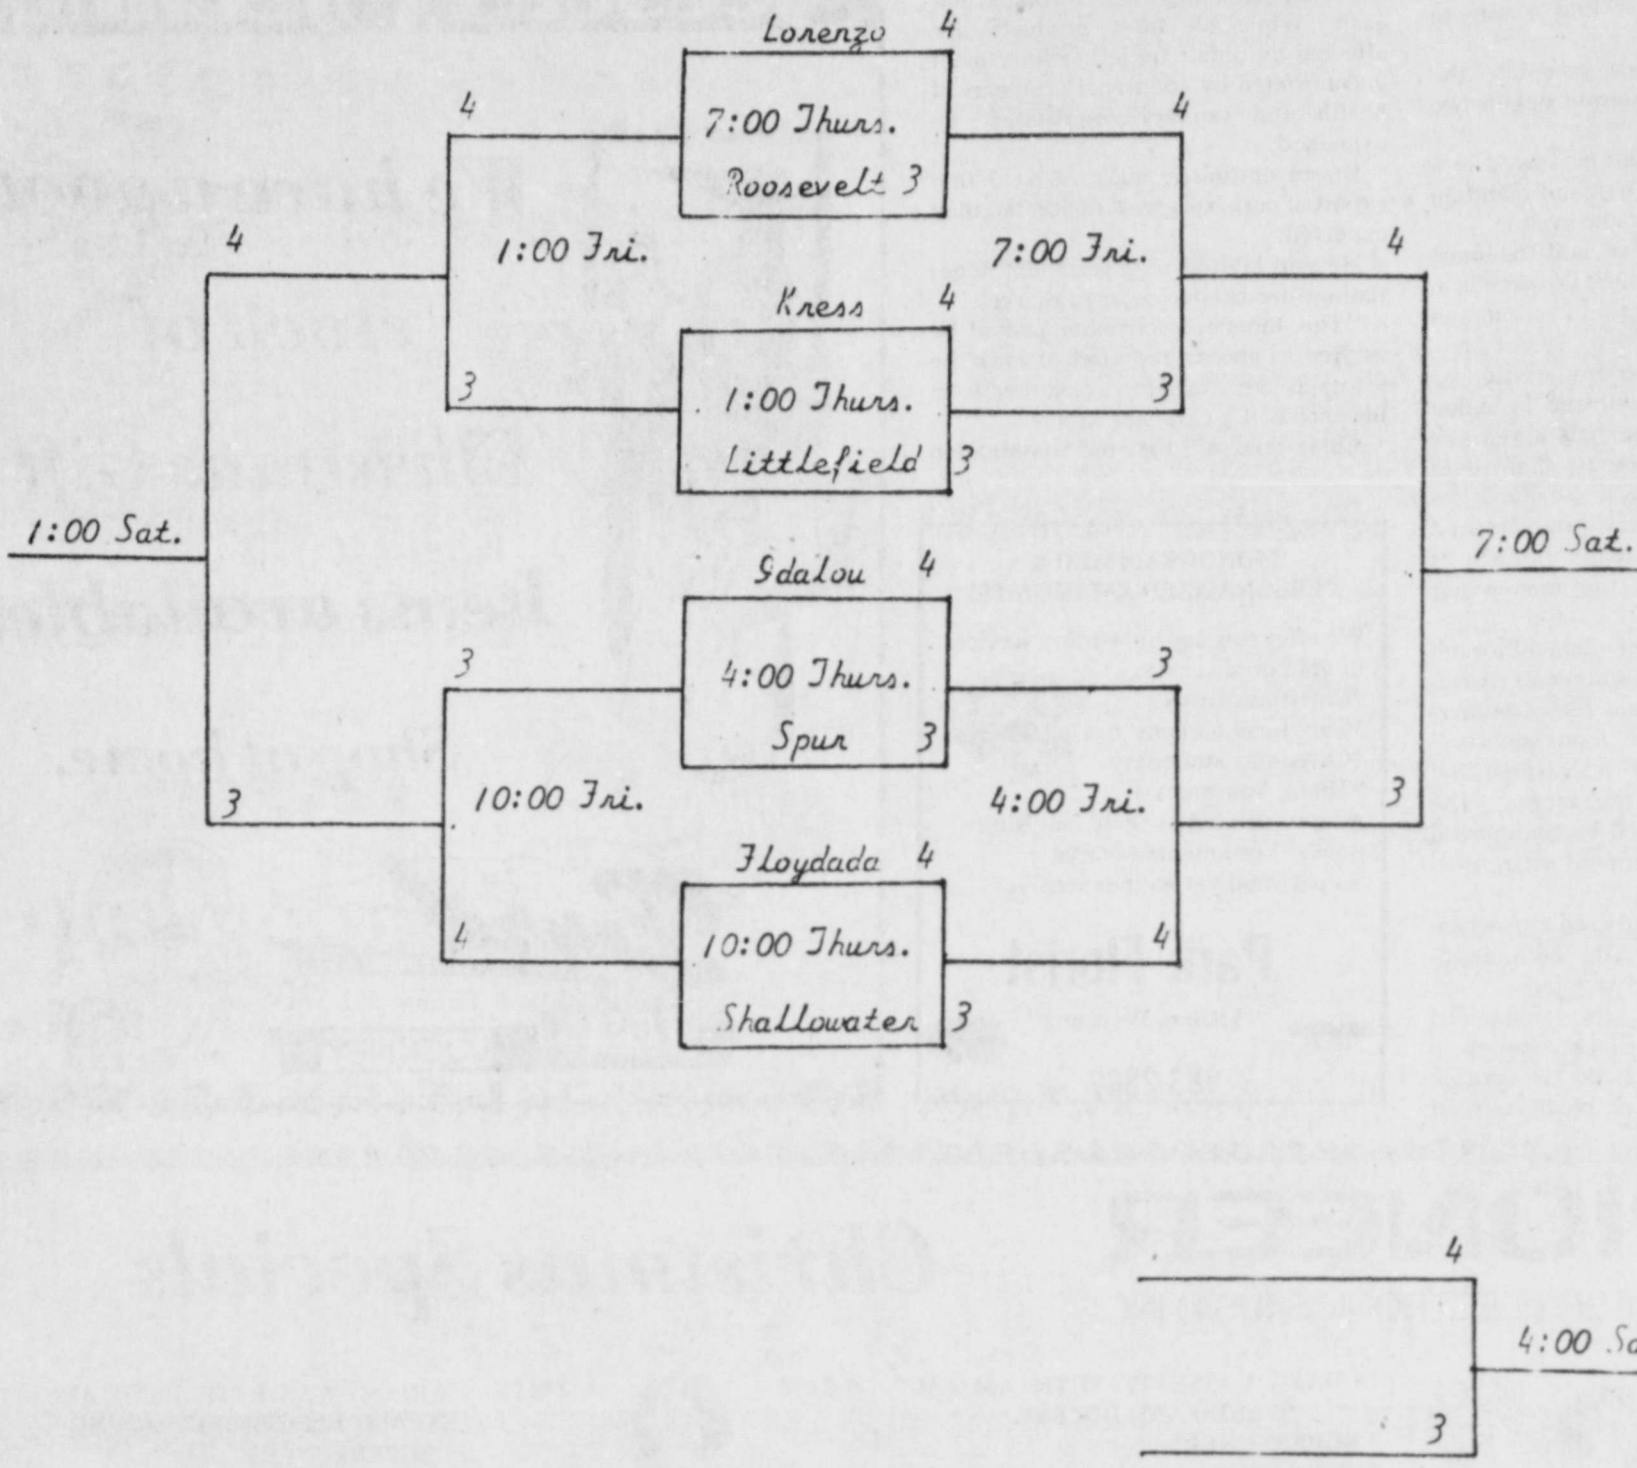 Lorenzo 4
4 7:00 Thurs. 4
Roosevelt 3
4 1:00 Fri. 7:00 Fri. 4
Kress 4
3 1:00 Thurs. 3
Littlefield 3
1:00 Sat. 7:00 Sat.
Idalou 4
3 4:00 Thurs. 3
Spur 3
3 10:00 Fri. 4:00 Fri. 3
Floydada 4
4 10:00 Thurs. 4
Shallowater 3
4
4:00
3